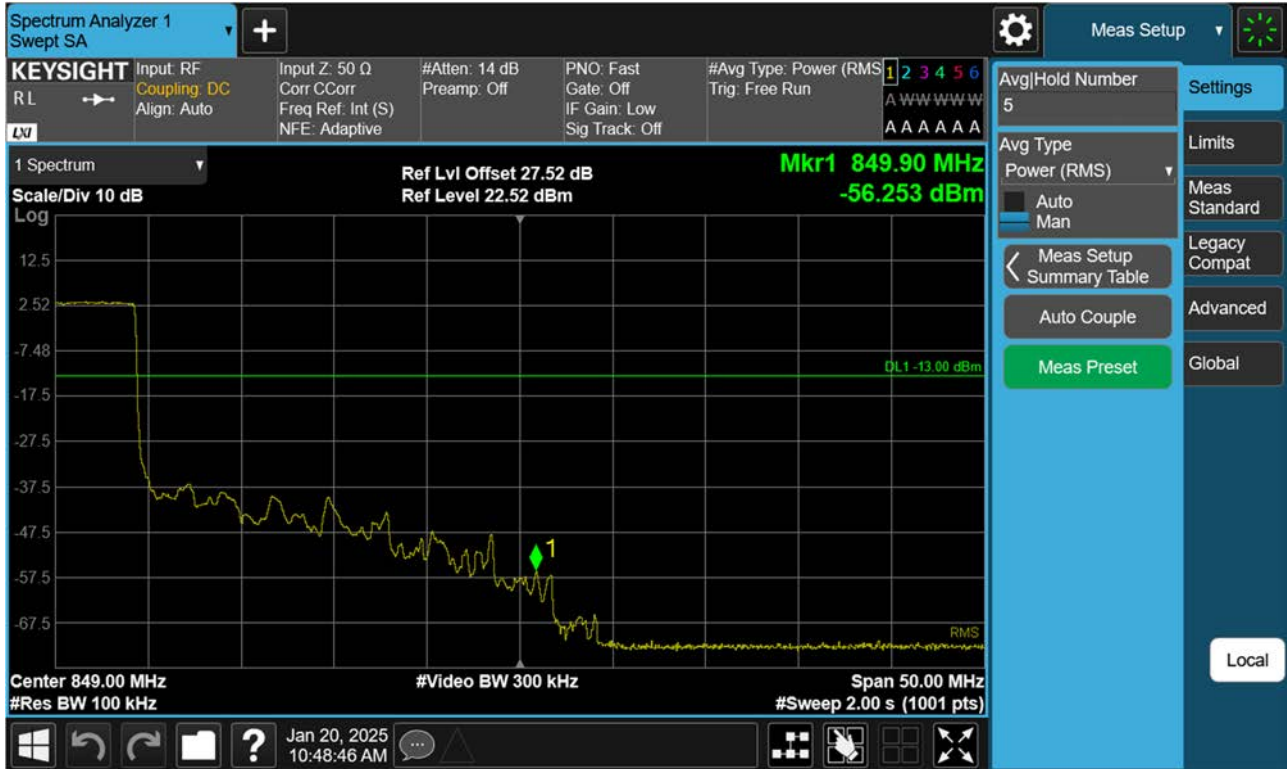 Spectrum Analyzer 1
Swept SA
+
Meas Setup
KEYSIGHT
RL
LXI
Input: RF
Coupling: DC
Align: Auto
Input Z: 50 Ω
Corr CCorr
Freq Ref: Int (S)
NFE: Adaptive
#Atten: 14 dB
Preamp: Off
PNO: Fast
Gate: Off
IF Gain: Low
Sig Track: Off
#Avg Type: Power (RMS
Trig: Free Run
1 2 3 4 5 6
A W W W W W
A A A A A A
1 Spectrum
Scale/Div 10 dB
Ref Lvl Offset 27.52 dB
Ref Level 22.52 dBm
Mkr1 849.90 MHz
-56.253 dBm
Log
12.5
2.52
-7.48
DL1 -13.00 dBm
-17.5
-27.5
-37.5
-47.5
1
-57.5
-67.5
RMS
Center 849.00 MHz
#Res BW 100 kHz
#Video BW 300 kHz
Span 50.00 MHz
#Sweep 2.00 s (1001 pts)
Avg|Hold Number
5
Avg Type
Power (RMS)
Auto
Man
Meas Setup
Summary Table
Auto Couple
Meas Preset
Settings
Limits
Meas
Standard
Legacy
Compat
Advanced
Global
Local
?
Jan 20, 2025
10:48:46 AM